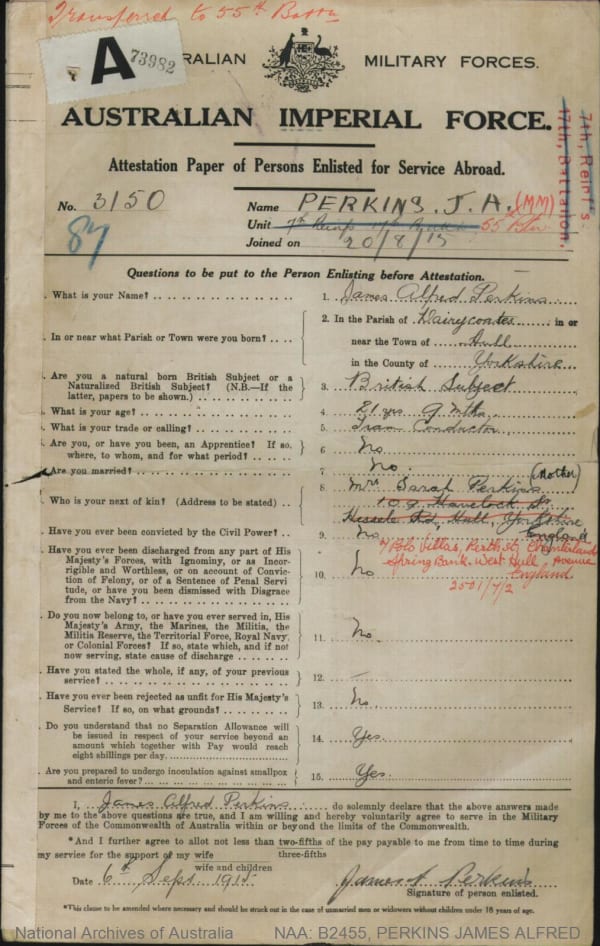 Transferred to 55th Battn
A 73982
RALIAN MILITARY FORCES.
AUSTRALIAN IMPERIAL FORCE.
7th, Reinf's.
17th, Battalion.
Attestation Paper of Persons Enlisted for Service Abroad.
No. 3150 Name PERKINS. J. A. (MM)
87 Unit 7th Reinfs 17th 55th Btn
Joined on 20/8/15
Questions to be put to the Person Enlisting before Attestation.
. What is your Name? 1. James Alfred Perkins
. In or near what Parish or Town were you born? 2. In the Parish of Dairycoates in or
near the Town of Hull
in the County of Yorkshire
. Are you a natural born British Subject or a
Naturalized British Subject? (N.B.—If the
latter, papers to be shown.) 3. British Subject
. What is your age? 4. 21 yrs 9 Mths
. What is your trade or calling? 5. Tram Conductor
. Are you, or have you been, an Apprentice? If so,
where, to whom, and for what period? 6. No
. Are you married? 7. No.
. Who is your next of kin? (Address to be stated) 8. Mrs Sarah Perkins (Mother)
Havelock St.
Hessle Rd, Hull, Yorkshire
England
. Have you ever been convicted by the Civil Power? 9. No
Polo Villas, Perth St, Chanterlands
Avenue
Spring Bank. West Hull,
England
2501/7/2
. Have you ever been discharged from any part of His
Majesty's Forces, with Ignominy, or as Incor-
rigible and Worthless, or on account of Convic-
tion of Felony, or of a Sentence of Penal Servi
tude, or have you been dismissed with Disgrace
from the Navy? 10. No
. Do you now belong to, or have you ever served in, His
Majesty's Army, the Marines, the Militia, the
Militia Reserve, the Territorial Force, Royal Navy,
or Colonial Forces? If so, state which, and if not
now serving, state cause of discharge 11. No.
. Have you stated the whole, if any, of your previous
service? 12. —
. Have you ever been rejected as unfit for His Majesty's
Service? If so, on what grounds? 13. No.
. Do you understand that no Separation Allowance will
be issued in respect of your service beyond an
amount which together with Pay would reach
eight shillings per day. 14. Yes.
. Are you prepared to undergo inoculation against smallpox
and enteric fever? 15. Yes
I, James Alfred Perkins do solemnly declare that the above answers made
by me to the above questions are true, and I am willing and hereby voluntarily agree to serve in the Military
Forces of the Commonwealth of Australia within or beyond the limits of the Commonwealth.
*And I further agree to allot not less than two-fifths of the pay payable to me from time to time during
three-fifths
my service for the support of my wife
wife and children
Date 6th Sept 1915 James A Perkins
Signature of person enlisted.
*This clause to be amended where necessary and should be struck out in the case of unmarried men or widowers without children under 18 years of age.
National Archives of Australia NAA: B2455, PERKINS JAMES ALFRED